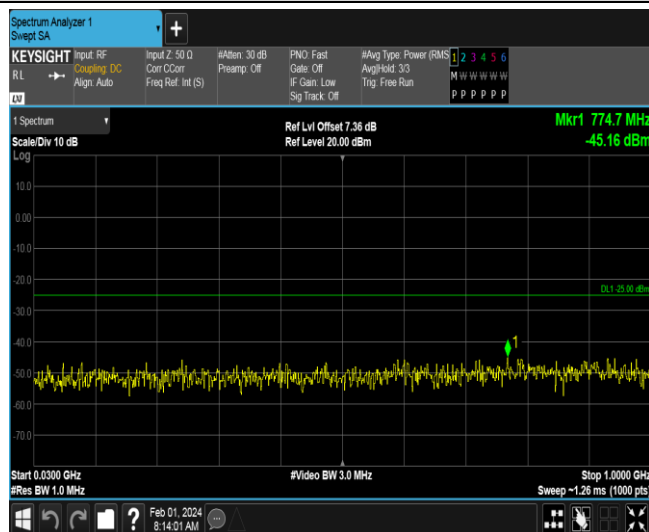 Spectrum Analyzer 1
Swept SA
+
KEYSIGHT
RL
LXI
Input: RF
Coupling: DC
Align: Auto
Input Z: 50 Ω
Corr CCorr
Freq Ref: Int (S)
#Atten: 30 dB
Preamp: Off
PNO: Fast
Gate: Off
IF Gain: Low
Sig Track: Off
#Avg Type: Power (RMS
Avg|Hold: 3/3
Trig: Free Run
1 2 3 4 5 6
M W W W W W
P P P P P P
1 Spectrum
Scale/Div 10 dB
Log
Ref Lvl Offset 7.36 dB
Ref Level 20.00 dBm
Mkr1 774.7 MHz
-45.16 dBm
10.0
0.00
-10.0
-20.0
DL1 -25.00 dBm
-30.0
-40.0
1
-50.0
-60.0
-70.0
Start 0.0300 GHz
#Res BW 1.0 MHz
#Video BW 3.0 MHz
Stop 1.0000 GHz
Sweep ~1.26 ms (1000 pts)
?
Feb 01, 2024
8:14:01 AM